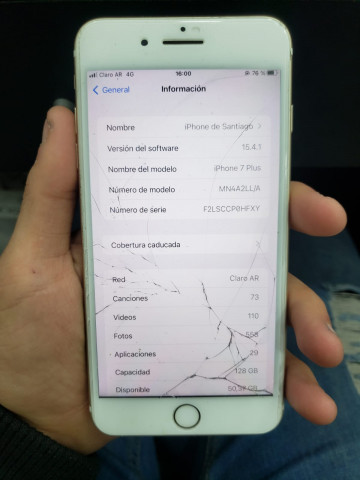 Claro AR 4G 16:00 76 %
General Información
Nombre iPhone de Santiago
Versión del software 15.4.1
Nombre del modelo iPhone 7 Plus
Número de modelo MN4A2LL/A
Número de serie F2LSCCP0HFXY
Cobertura caducada
Red Claro AR
Canciones 73
Videos 110
Fotos 558
Aplicaciones 29
Capacidad 128 GB
Disponible 50,58 GB